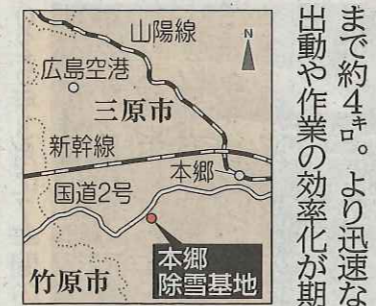 まで約4㌔。より迅速な
出動や作業の効率化が期
山陽線
N
広島空港
三原市
新幹線
本郷
国道2号
本郷
除雪基地
竹原市